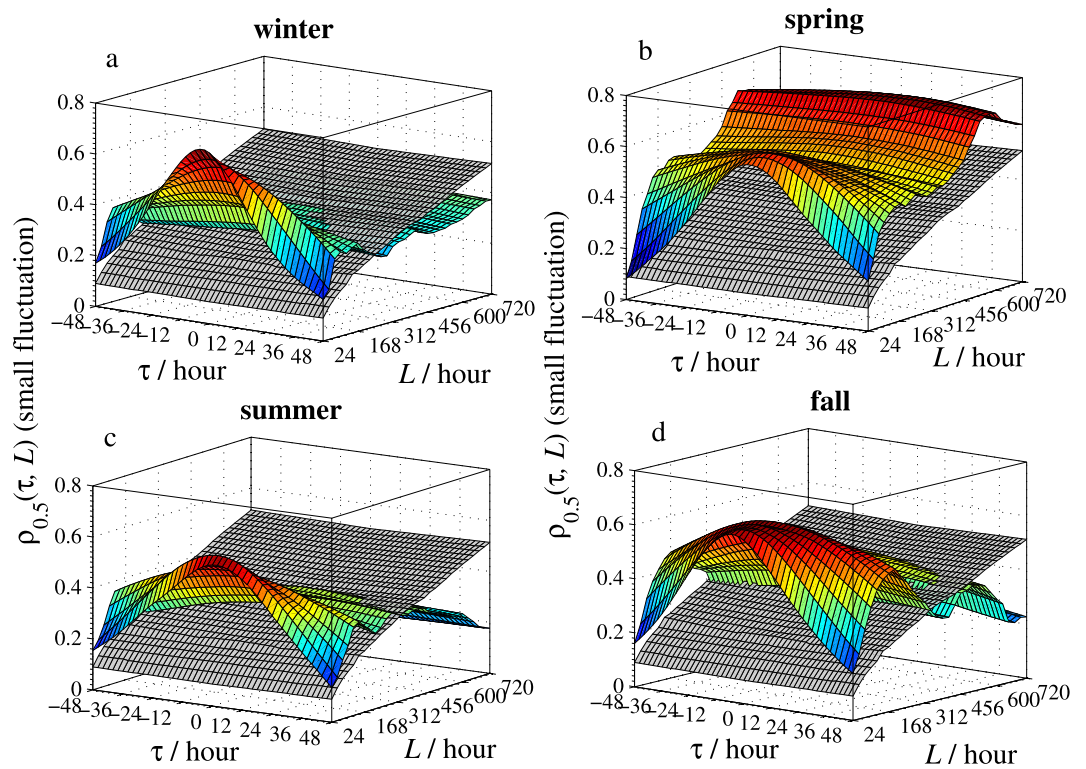 winter
a
0.8
0.6
0.4
0.2
0
−48 −36 −24 −12 0 12 24 36 48
τ / hour
24 168 312 456 600 720
L / hour
spring
b
0.8
0.6
0.4
0.2
0
−48 −36 −24 −12 0 12 24 36 48
τ / hour
24 168 312 456 600 720
L / hour
ρ0.5(τ, L) (small fluctuation)
ρ0.5(τ, L) (small fluctuation)
summer
c
0.8
0.6
0.4
0.2
0
−48 −36 −24 −12 0 12 24 36 48
τ / hour
24 168 312 456 600 720
L / hour
fall
d
0.8
0.6
0.4
0.2
0
−48 −36 −24 −12 0 12 24 36 48
τ / hour
24 168 312 456 600 720
L / hour